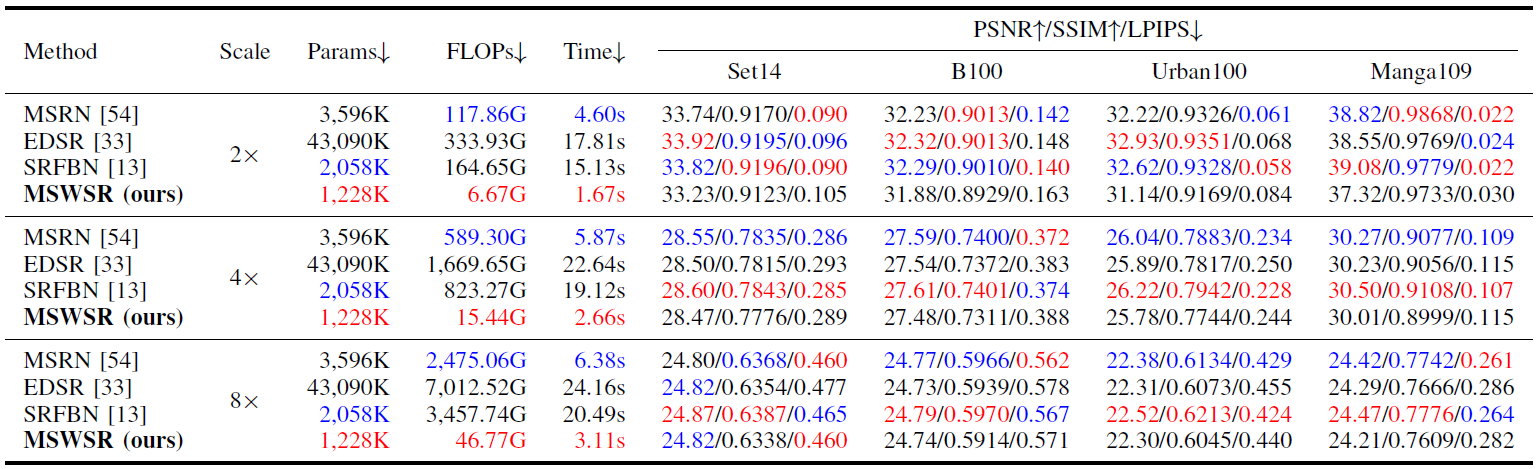 PSNR↑/SSIM↑/LPIPS↓
Method Scale Params↓ FLOPs↓ Time↓
Set14 B100 Urban100 Manga109
MSRN [54] 3,596K 117.86G 4.60s 33.74/0.9170/0.090 32.23/0.9013/0.142 32.22/0.9326/0.061 38.82/0.9868/0.022
EDSR [33] 43,090K 333.93G 17.81s 33.92/0.9195/0.096 32.32/0.9013/0.148 32.93/0.9351/0.068 38.55/0.9769/0.024
2×
SRFBN [13] 2,058K 164.65G 15.13s 33.82/0.9196/0.090 32.29/0.9010/0.140 32.62/0.9328/0.058 39.08/0.9779/0.022
MSWSR (ours) 1,228K 6.67G 1.67s 33.23/0.9123/0.105 31.88/0.8929/0.163 31.14/0.9169/0.084 37.32/0.9733/0.030
MSRN [54] 3,596K 589.30G 5.87s 28.55/0.7835/0.286 27.59/0.7400/0.372 26.04/0.7883/0.234 30.27/0.9077/0.109
EDSR [33] 43,090K 1,669.65G 22.64s 28.50/0.7815/0.293 27.54/0.7372/0.383 25.89/0.7817/0.250 30.23/0.9056/0.115
4×
SRFBN [13] 2,058K 823.27G 19.12s 28.60/0.7843/0.285 27.61/0.7401/0.374 26.22/0.7942/0.228 30.50/0.9108/0.107
MSWSR (ours) 1,228K 15.44G 2.66s 28.47/0.7776/0.289 27.48/0.7311/0.388 25.78/0.7744/0.244 30.01/0.8999/0.115
MSRN [54] 3,596K 2,475.06G 6.38s 24.80/0.6368/0.460 24.77/0.5966/0.562 22.38/0.6134/0.429 24.42/0.7742/0.261
EDSR [33] 43,090K 7,012.52G 24.16s 24.82/0.6354/0.477 24.73/0.5939/0.578 22.31/0.6073/0.455 24.29/0.7666/0.286
8×
SRFBN [13] 2,058K 3,457.74G 20.49s 24.87/0.6387/0.465 24.79/0.5970/0.567 22.52/0.6213/0.424 24.47/0.7776/0.264
MSWSR (ours) 1,228K 46.77G 3.11s 24.82/0.6338/0.460 24.74/0.5914/0.571 22.30/0.6045/0.440 24.21/0.7609/0.282